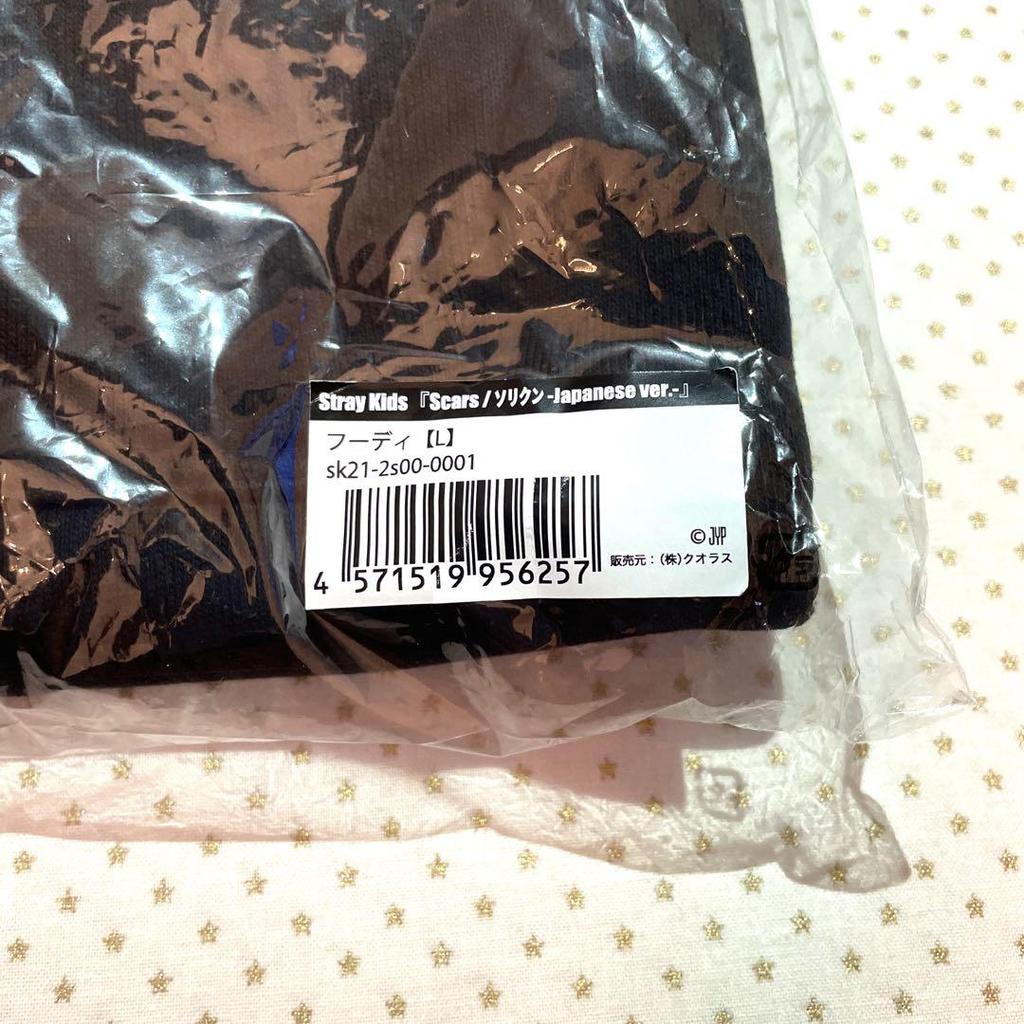 Stray Kids 『Scars / ソリクン -Japanese ver.-』
フーディ【L】
sk21-2s00-0001
4 571519 956257
© JYP
販売元：(株)クオラス